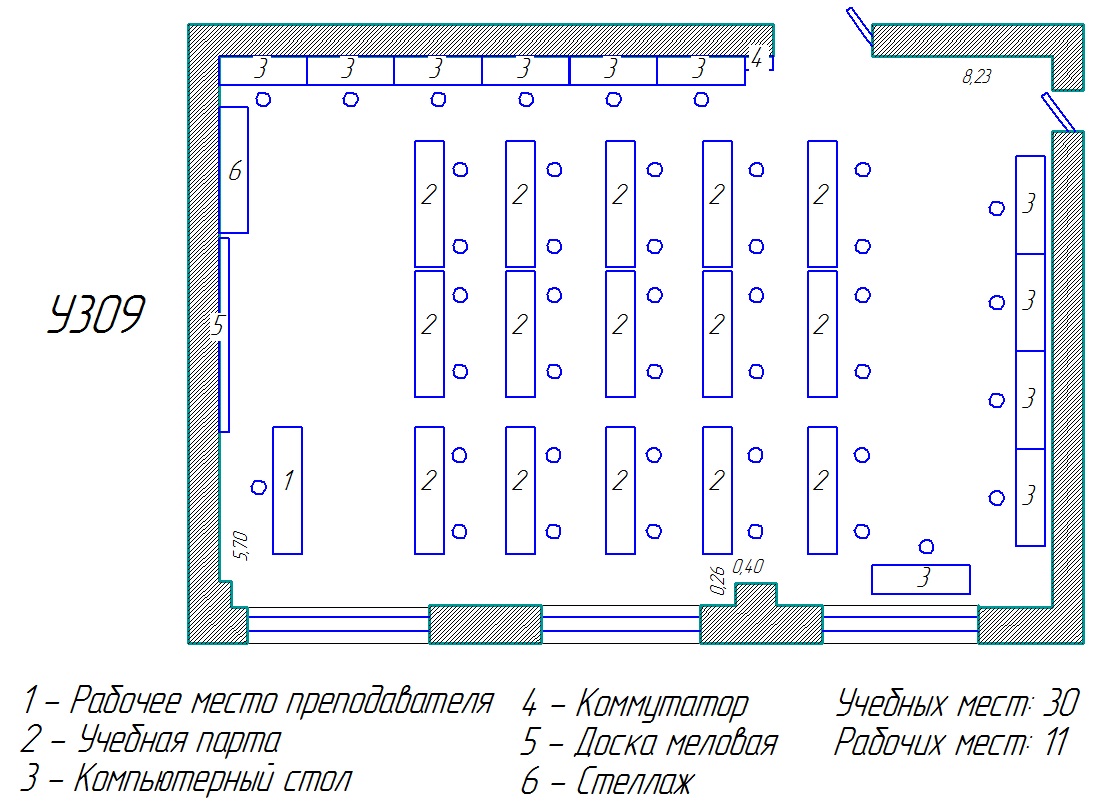 3 3 3 3 3 3 4
8,23
6
2 2 2 2 2
3
3
У309
5
2 2 2 2 2
3
1
2 2 2 2 2
3
5,70
0,26
0,40
3
1 – Рабочее место преподавателя
2 – Учебная парта
3 – Компьютерный стол
4 – Коммутатор
5 – Доска меловая
6 – Стеллаж
Учебных мест: 30
Рабочих мест: 11